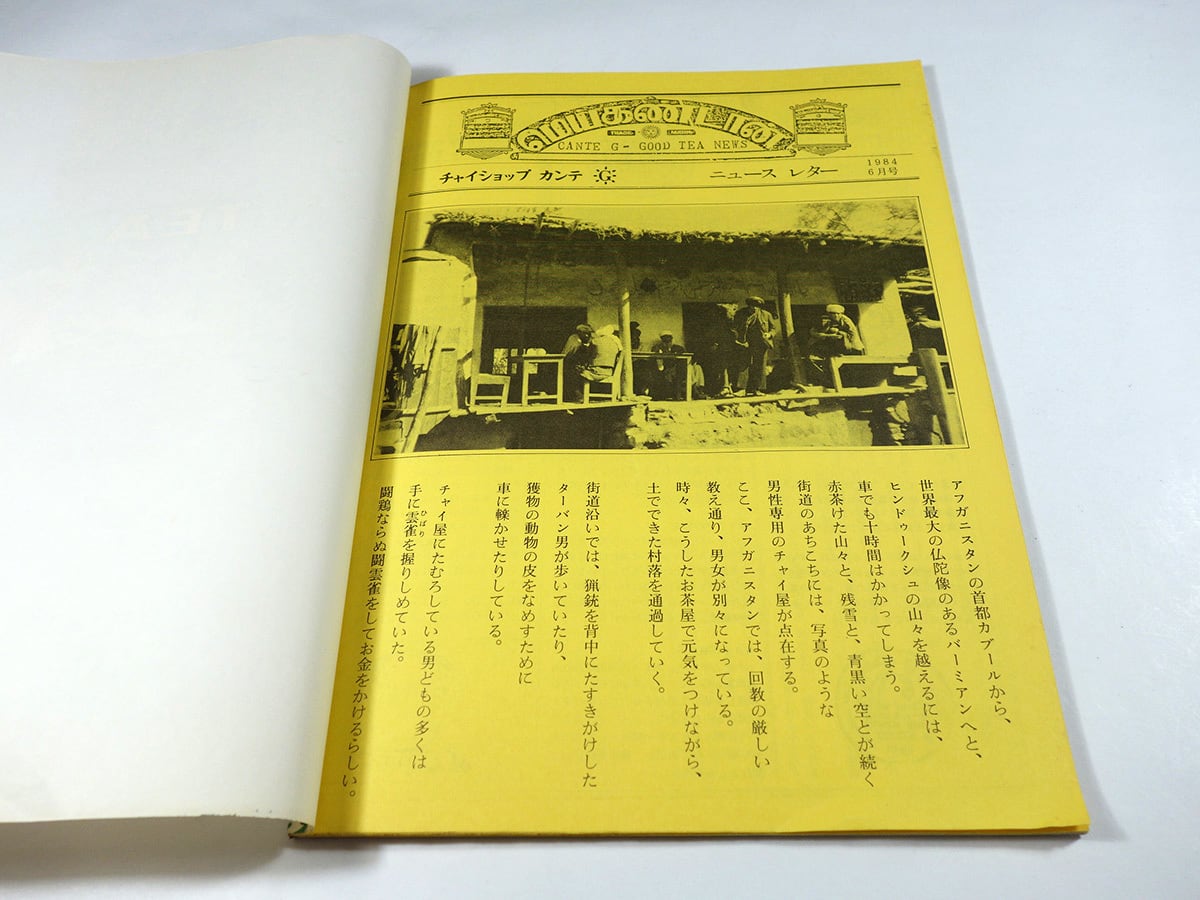 CANTE G - GOOD TEA NEWS
チャイショップ カンテ G
ニュース レター
1984
6月号
アフガニスタンの首都カブールから、
世界最大の仏陀像のあるバーミアンへと、
ヒンドゥークシュの山々を越えるには、
車でも十時間はかかってしまう。
赤茶けた山々と、残雪と、青黒い空とが続く
街道のあちこちには、写真のような
男性専用のチャイ屋が点在する。
ここ、アフガニスタンでは、回教の厳しい
教え通り、男女が別々になっている。
時々、こうしたお茶屋で元気をつけながら、
土でできた村落を通過していく。
街道沿いでは、猟銃を背中にたすきがけした
ターバン男が歩いていたり、
獲物の動物の皮をなめすために
車に轢かせたりしている。
チャイ屋にたむろしている男どもの多くは
手に雲雀を握りしめていた。
ひばり
闘鶏ならぬ闘雲雀をしてお金をかけるらしい。